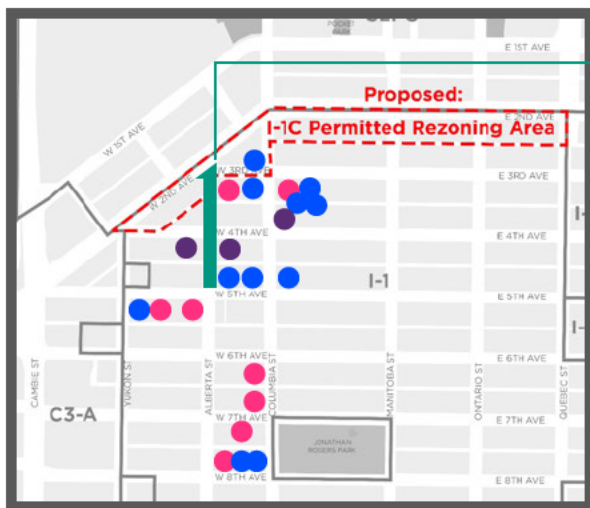 POCKET
PARK
E 1ST AVE
Proposed:
E 2ND AVE
I-1C Permitted Rezoning Area
W 1ST AVE
W 2ND AVE
W 3RD AVE
E 3RD AVE
W 4TH AVE
E 4TH AVE
I-1
W 5TH AVE
E 5TH AVE
W 6TH AVE
E 6TH AVE
CAMBIE ST
YUKON ST
ALBERTA ST
COLUMBIA ST
MANITOBA ST
ONTARIO ST
QUEBEC ST
C3-A
W 7TH AVE
E 7TH AVE
JONATHAN
ROGERS PARK
W 8TH AVE
E 8TH AVE